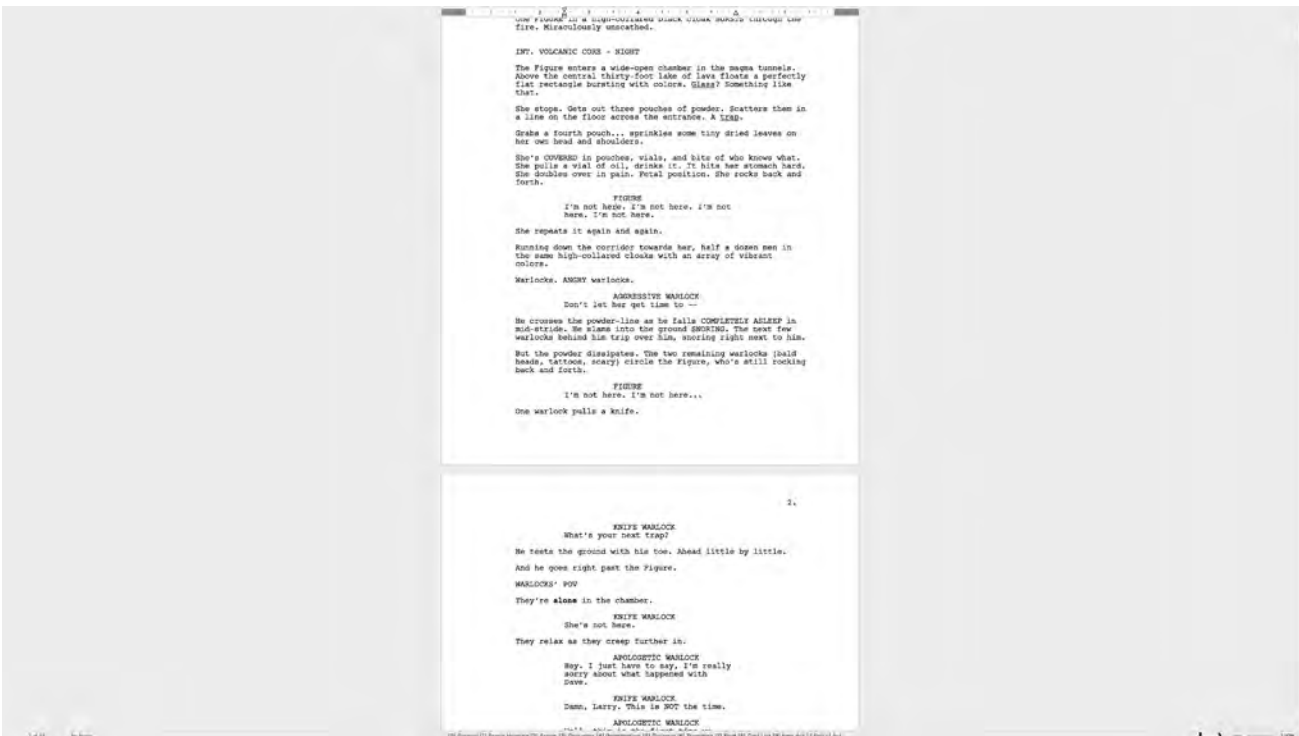 One FIGURE in a high-collared black cloak BURSTS through the
fire. Miraculously unscathed.
INT. VOLCANIC CORE - NIGHT
The Figure enters a wide-open chamber in the magma tunnels.
Above the central thirty-foot lake of lava floats a perfectly
flat rectangle bursting with colors. Glass? Something like
that.
She stops. Gets out three pouches of powder. Scatters them in
a line on the floor across the entrance. A trap.
Grabs a fourth pouch... sprinkles some tiny dried leaves on
her own head and shoulders.
She's COVERED in pouches, vials, and bits of who knows what.
She pulls a vial of oil, drinks it. It hits her stomach hard.
She doubles over in pain. Fetal position. She rocks back and
forth.
FIGURE
I'm not here. I'm not here. I'm not
here. I'm not here.
She repeats it again and again.
Running down the corridor towards her, half a dozen men in
the same high-collared cloaks with an array of vibrant
colors.
Warlocks. ANGRY warlocks.
AGGRESSIVE WARLOCK
Don't let her get time to --
He crosses the powder-line as he falls COMPLETELY ASLEEP in
mid-stride. He slams into the ground SNORING. The next few
warlocks behind him trip over him, snoring right next to him.
But the powder dissipates. The two remaining warlocks (bald
heads, tattoos, scary) circle the Figure, who's still rocking
back and forth.
FIGURE
I'm not here. I'm not here...
One warlock pulls a knife.
2.
KNIFE WARLOCK
What's your next trap?
He tests the ground with his toe. Ahead little by little.
And he goes right past the Figure.
WARLOCKS' POV
They're alone in the chamber.
KNIFE WARLOCK
She's not here.
They relax as they creep further in.
APOLOGETIC WARLOCK
Hey. I just have to say, I'm really
sorry about what happened with
Dave.
KNIFE WARLOCK
Damn, Larry. This is NOT the time.
APOLOGETIC WARLOCK